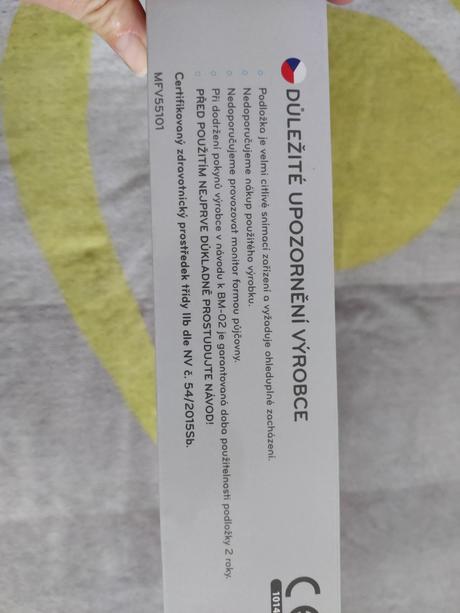 DŮLEŽITÉ UPOZORNĚNÍ VÝROBCE
Podložka je velmi citlivé snímací zařízení a vyžaduje ohleduplné zacházení.
Nedoporučujeme nákup použitého výrobku.
Nedoporučujeme provozovat monitor formou půjčovny.
Při dodržení pokynů výrobce v návodu k BM-02 je garantovaná doba použitelnosti podložky 2 roky.
PŘED POUŽITÍM NEJPRVE DŮKLADNĚ PROSTUDUJTE NÁVOD!
Certifikovaný zdravotnický prostředek třídy IIb dle NV č. 54/2015Sb.
MFV55101
CE
1014